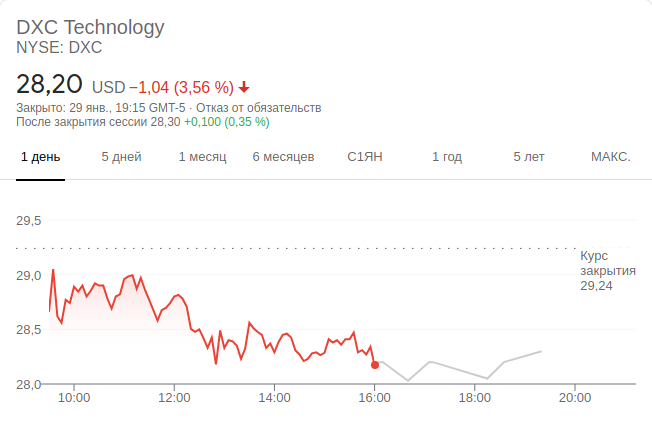 DXC Technology
NYSE: DXC
28,20 USD −1,04 (3,56 %)
Закрыто: 29 янв., 19:15 GMT-5 · Отказ от обязательств
После закрытия сессии 28,30 +0,100 (0,35 %)
1 день 5 дней 1 месяц 6 месяцев С1ЯН 1 год 5 лет МАКС.
29,5
Курс
закрытия
29,24
29,0
28,5
28,0
10:00 12:00 14:00 16:00 18:00 20:00